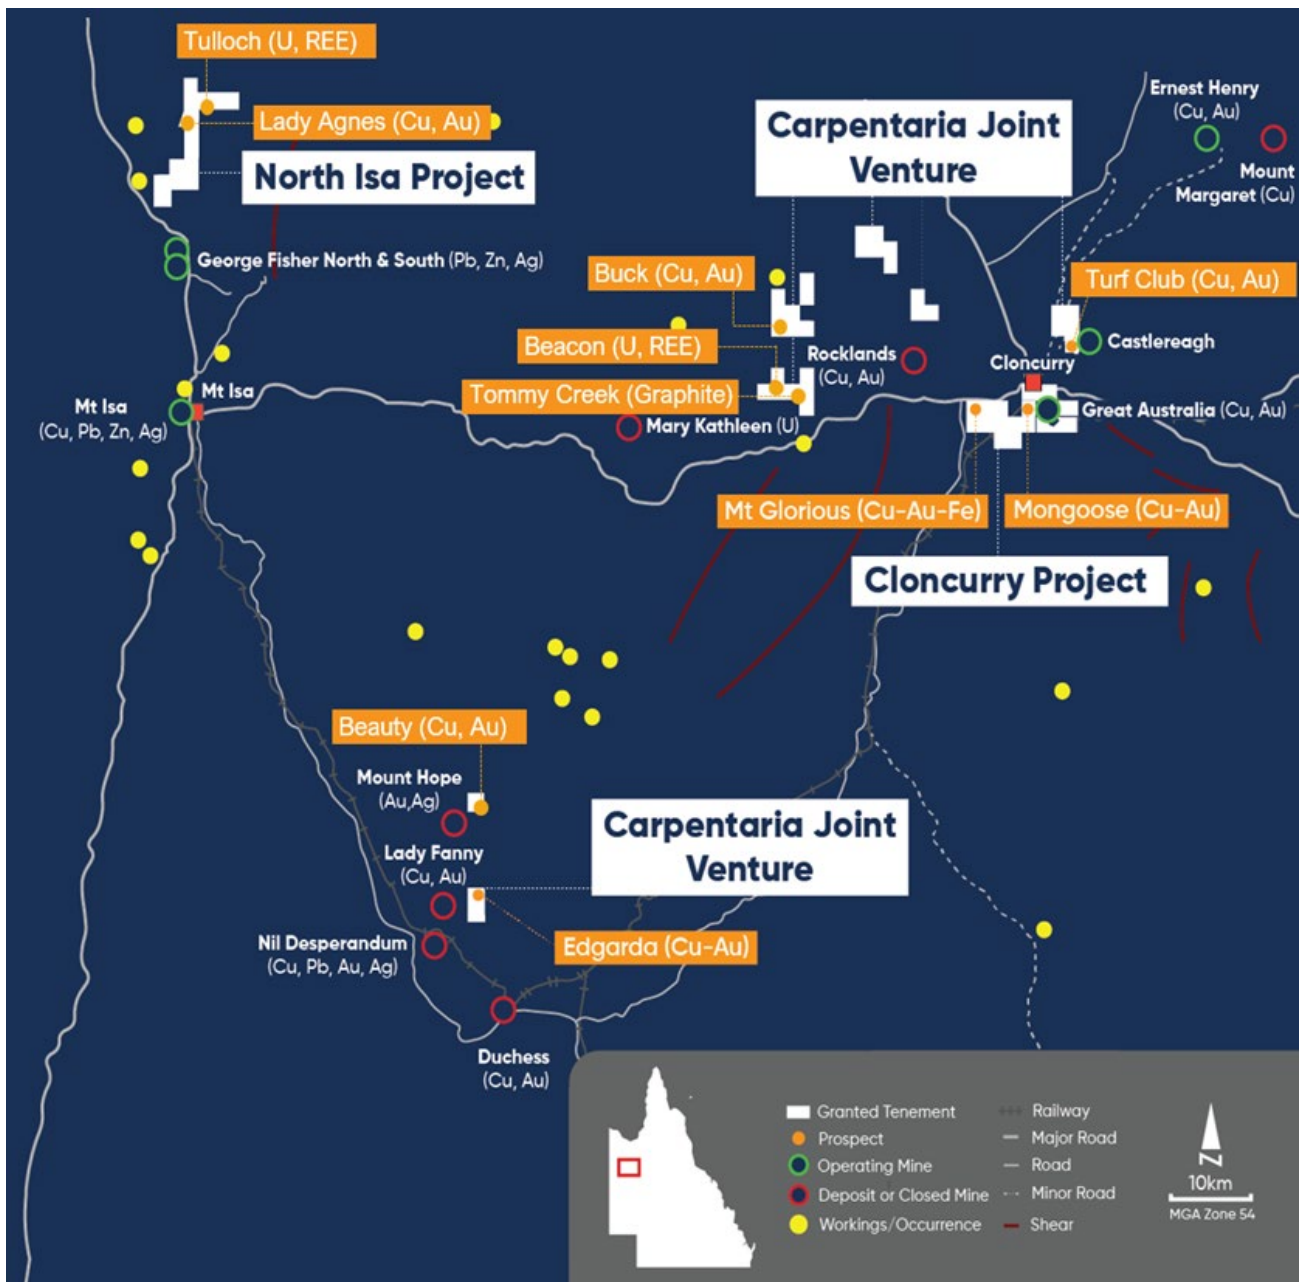 Tulloch (U, REE)
Lady Agnes (Cu, Au)
North Isa Project
George Fisher North & South (Pb, Zn, Ag)
Carpentaria Joint
Venture
Ernest Henry
(Cu, Au)
Mount
Margaret (Cu)
Buck (Cu, Au)
Turf Club (Cu, Au)
Beacon (U, REE)
Rocklands
(Cu, Au)
Castlereagh
Cloncurry
Tommy Creek (Graphite)
Mt Isa
Mt Isa
(Cu, Pb, Zn, Ag)
Mary Kathleen (U)
Great Australia (Cu, Au)
Mt Glorious (Cu-Au-Fe)
Mongoose (Cu-Au)
Cloncurry Project
Beauty (Cu, Au)
Mount Hope
(Au,Ag)
Carpentaria Joint
Venture
Lady Fanny
(Cu, Au)
Nil Desperandum
(Cu, Pb, Au, Ag)
Edgarda (Cu-Au)
Duchess
(Cu, Au)
Granted Tenement
Prospect
Operating Mine
Deposit or Closed Mine
Workings/Occurrence
Railway
Major Road
Road
Minor Road
Shear
N
10km
MGA Zone 54